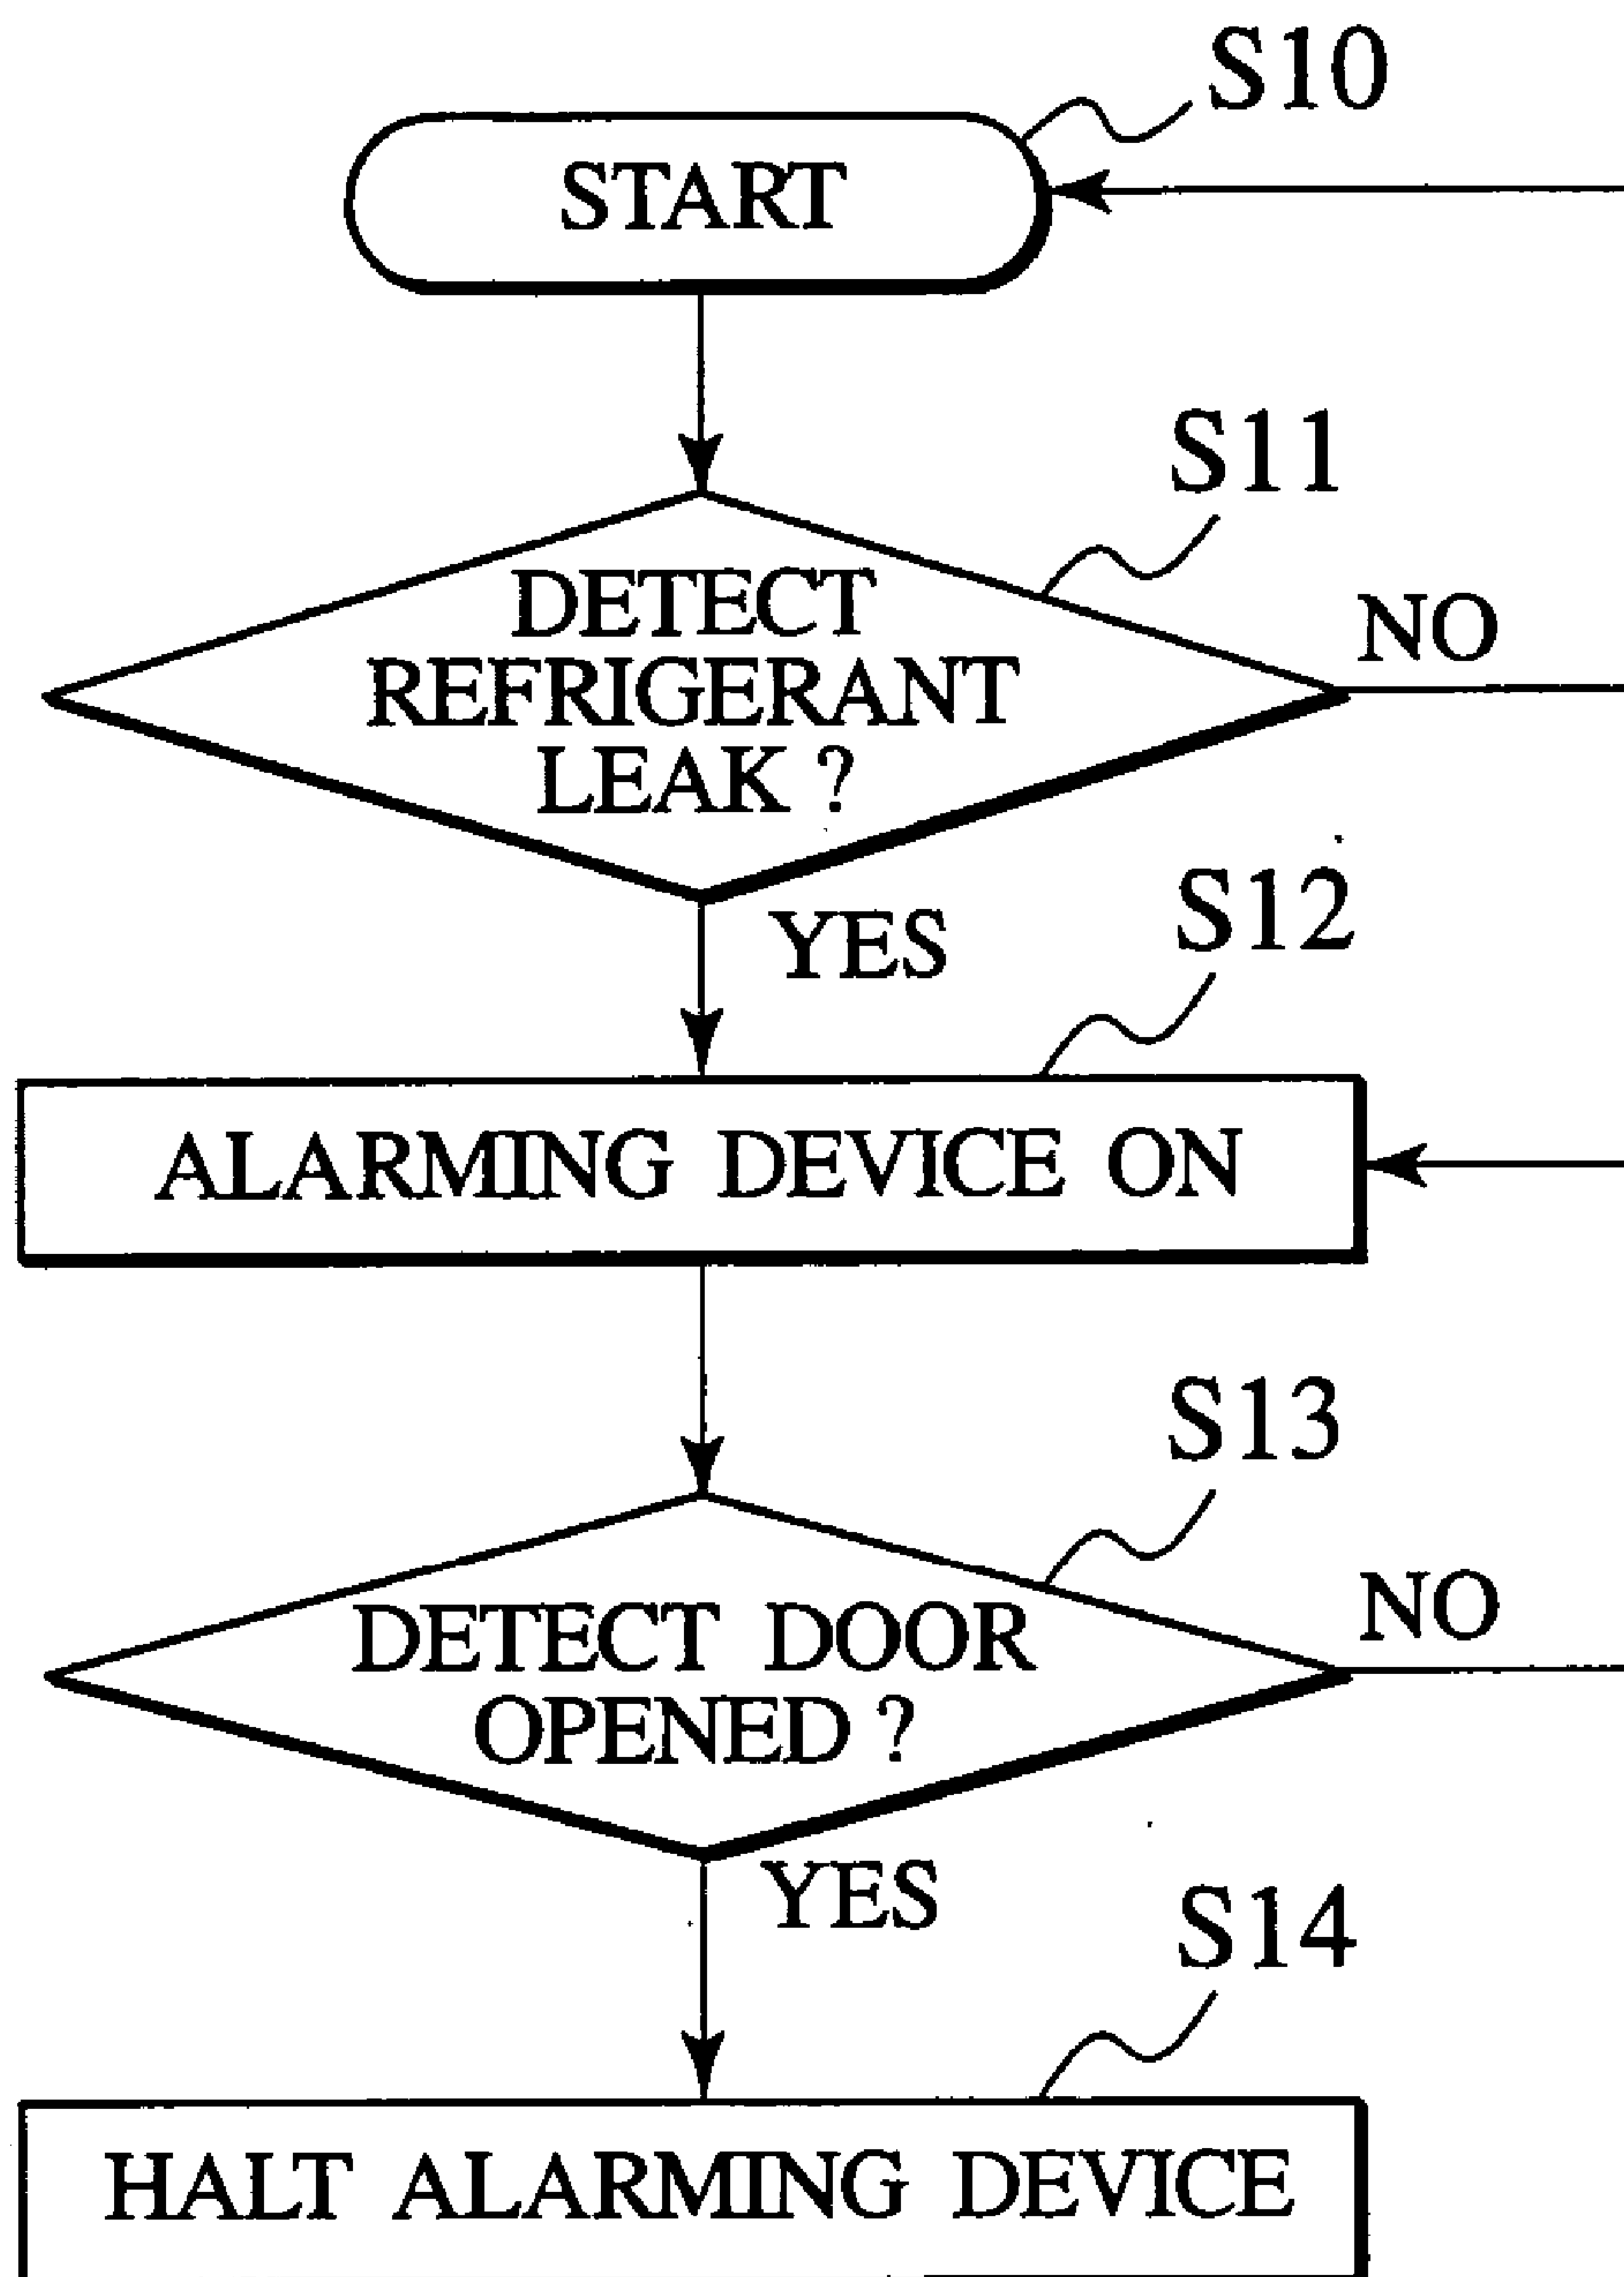 S10
START
S11
DETECT
REFRIGERANT
LEAK ?
NO
YES
S12
ALARMING DEVICE ON
S13
DETECT DOOR
OPENED ?
NO
YES
S14
HALT ALARMING DEVICE